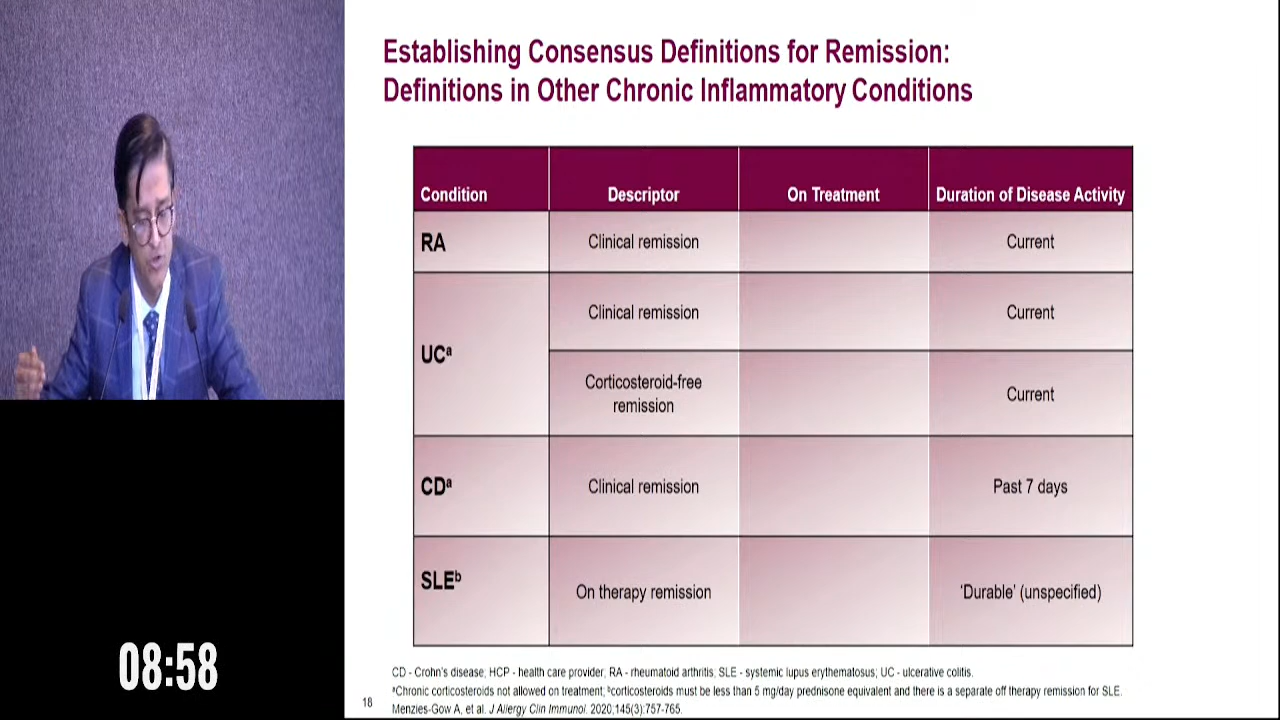 Establishing Consensus Definitions for Remission:
Definitions in Other Chronic Inflammatory Conditions
Condition
Descriptor
On Treatment
Duration of Disease Activity
RA
Clinical remission
Current
UCᵃ
Clinical remission
Current
Corticosteroid-free
remission
Current
CDᵃ
Clinical remission
Past 7 days
SLEᵇ
On therapy remission
'Durable' (unspecified)
CD - Crohn's disease; HCP - health care provider; RA - rheumatoid arthritis; SLE - systemic lupus erythematosus; UC - ulcerative colitis.
ᵃChronic corticosteroids not allowed on treatment; ᵇcorticosteroids must be less than 5 mg/day prednisone equivalent and there is a separate off therapy remission for SLE.
Menzies-Gow A, et al. J Allergy Clin Immunol. 2020;145(3):757-765.
18
08:58